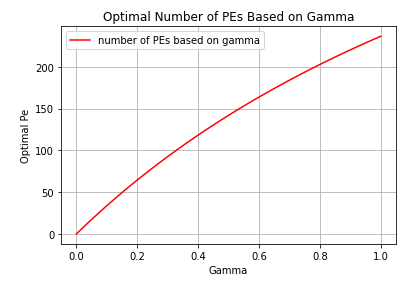 Optimal Number of PEs Based on Gamma
number of PEs based on gamma
200
150
100
50
0
Optimal Pe
0.0 0.2 0.4 0.6 0.8 1.0
Gamma